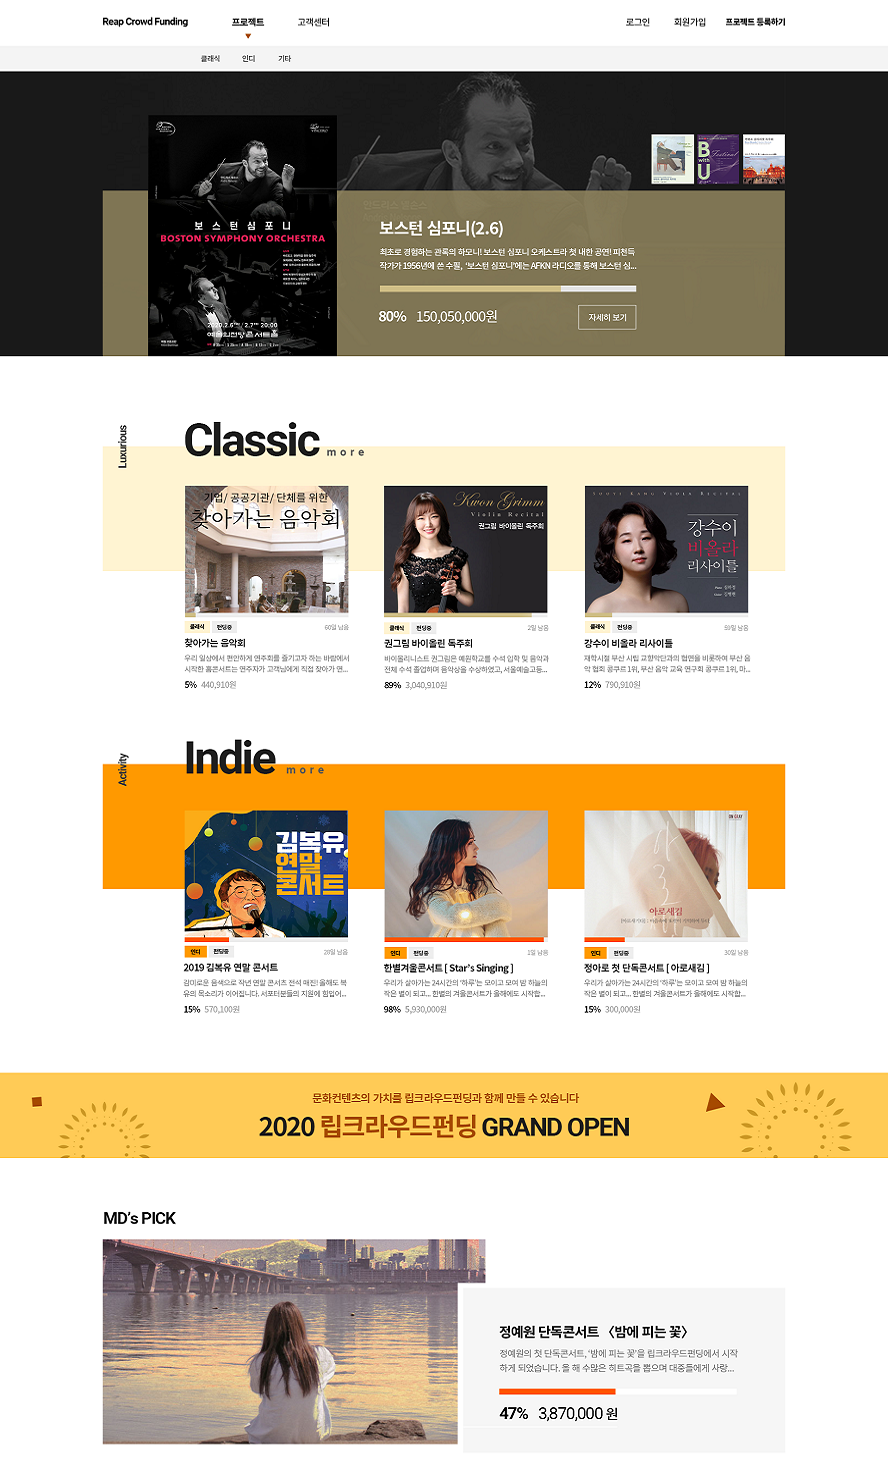 Reap Crowd Funding
프로젝트
고객센터
로그인
회원가입
프로젝트 등록하기
클래식
인디
기타
보스턴심포니
BOSTON SYMPHONY ORCHESTRA
2020.2.6 / 2.7 20:00
예술의전당 콘서트홀
B
with
U
Festival
보스턴 심포니(2.6)
최초로 경험하는 관록의 하모니! 보스턴 심포니 오케스트라 첫 내한 공연! 피천득
작가가 1956년에 쓴 수필, '보스턴 심포니'에는 AFKN 라디오를 통해 보스턴 심...
80% 150,050,000원
자세히 보기
Luxurious
Classic more
기업/ 공공기관/ 단체를 위한
찾아가는 음악회
클래식 펀딩중 60일 남음
찾아가는 음악회
우리 일상에서 편안하게 연주회를 즐기고자 하는 바람에서
시작한 홈콘서트는 연주자가 고객님에게 직접 찾아가 연...
5% 440,910원
Kwon Grimm
Violin Recital
권그림 바이올린 독주회
클래식 펀딩중 2일 남음
권그림 바이올린 독주회
바이올리니스트 권그림은 예원학교를 수석 입학 및 음악과
전체 수석 졸업하며 음악상을 수상하였고, 서울예술고등...
89% 3,040,910원
SOOYI KANG VIOLA RECITAL
강수이
비올라
리사이틀
클래식 펀딩중 59일 남음
강수이 비올라 리사이틀
재학시절 부산 시립 교향악단과의 협연을 비롯하여 부산 음
악 협회 콩쿠르 1위, 부산 음악 교육 연구회 콩쿠르 1위, 마...
12% 790,910원
Activity
Indie more
김복유
연말
콘서트
인디 펀딩중 28일 남음
2019 김복유 연말 콘서트
감미로운 음색으로 작년 연말 콘서트 전석 매진! 올해도 복
유의 목소리가 이어집니다. 서포터분들의 지원에 힘입어...
15% 570,100원
인디 펀딩중 1일 남음
한별겨울콘서트 [ Star's Singing ]
우리가 살아가는 24시간의 '하루'는 모이고 모여 밤 하늘의
작은 별이 되고... 한별의 겨울콘서트가 올해에도 시작합...
98% 5,930,000원
아로새김
인디 펀딩중 30일 남음
정아로 첫 단독콘서트 [ 아로새김 ]
우리가 살아가는 24시간의 '하루'는 모이고 모여 밤 하늘의
작은 별이 되고... 한별의 겨울콘서트가 올해에도 시작합...
15% 300,000원
문화컨텐츠의 가치를 립크라우드펀딩과 함께 만들 수 있습니다
2020 립크라우드펀딩 GRAND OPEN
MD's PICK
정예원 단독콘서트 〈밤에 피는 꽃〉
정예원의 첫 단독콘서트, '밤에 피는 꽃'을 립크라우드펀딩에서 시작
하게 되었습니다. 올 해 수많은 히트곡을 뽑으며 대중들에게 사랑...
47% 3,870,000 원